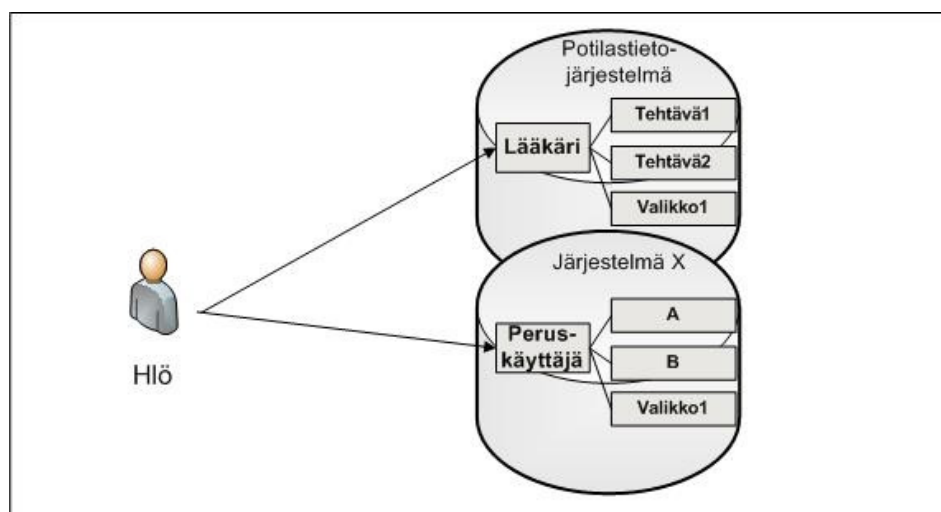 Potilastieto-
järjestelmä
Tehtävä1
Lääkäri
Tehtävä2
Valikko1
Järjestelmä X
A
Perus-
käyttäjä
B
Valikko1
Hlö